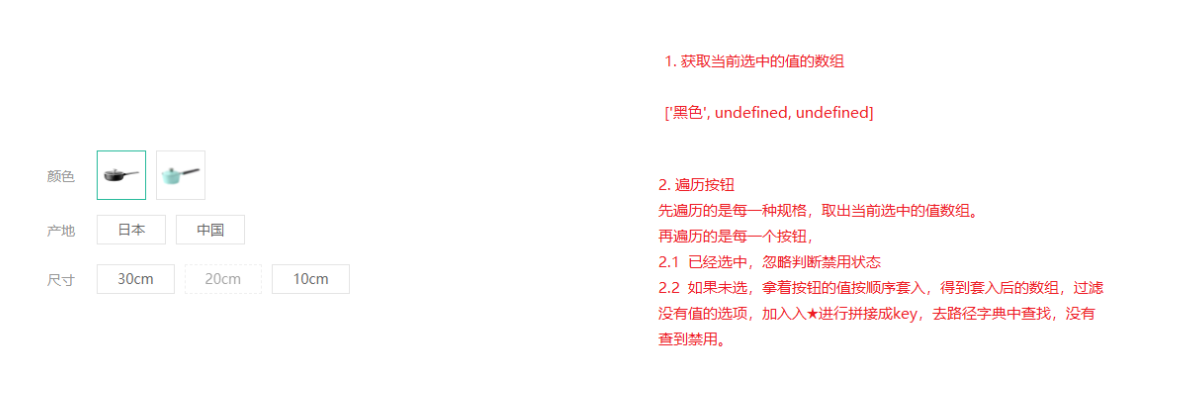 颜色
产地
日本
中国
尺寸
30cm
20cm
10cm
1. 获取当前选中的值的数组
['黑色', undefined, undefined]
2. 遍历按钮
先遍历的是每一种规格，取出当前选中的值数组。
再遍历的是每一个按钮，
2.1 已经选中，忽略判断禁用状态
2.2 如果未选，拿着按钮的值按顺序套入，得到套入后的数组，过滤
没有值的选项，加入入★进行拼接成key，去路径字典中查找，没有
查到禁用。